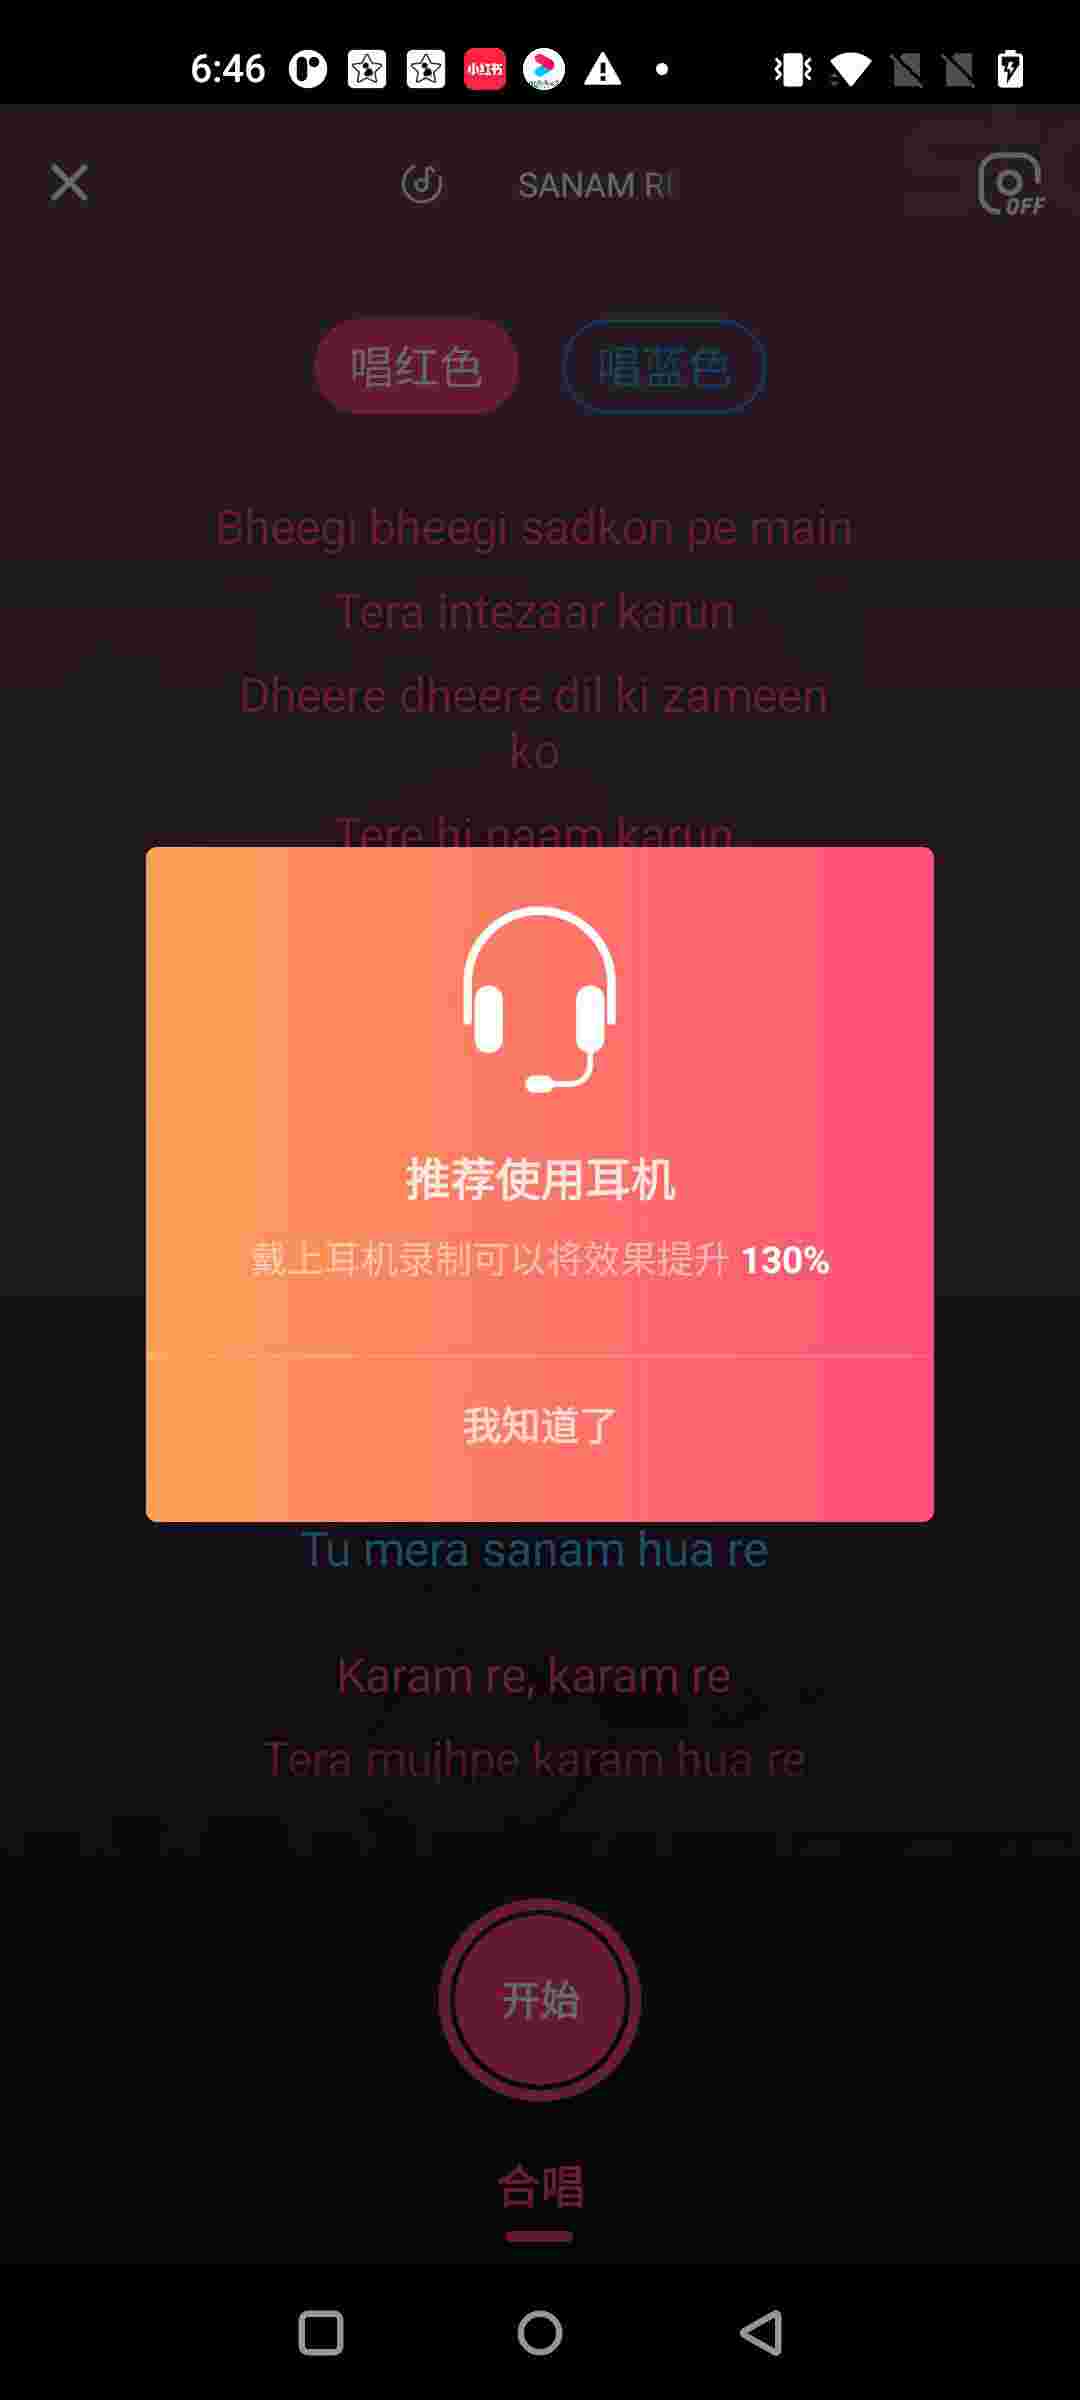 6:46
小红书
SANAM R
OFF
唱红色
唱蓝色
Bheegi bheegi sadkon pe main
Tera intezaar karun
Dheere dheere dil ki zameen
ko
Tere hi naam karun
推荐使用耳机
戴上耳机录制可以将效果提升 130%
我知道了
Tu mera sanam hua re
Karam re, karam re
Tera mujhpe karam hua re
开始
合唱